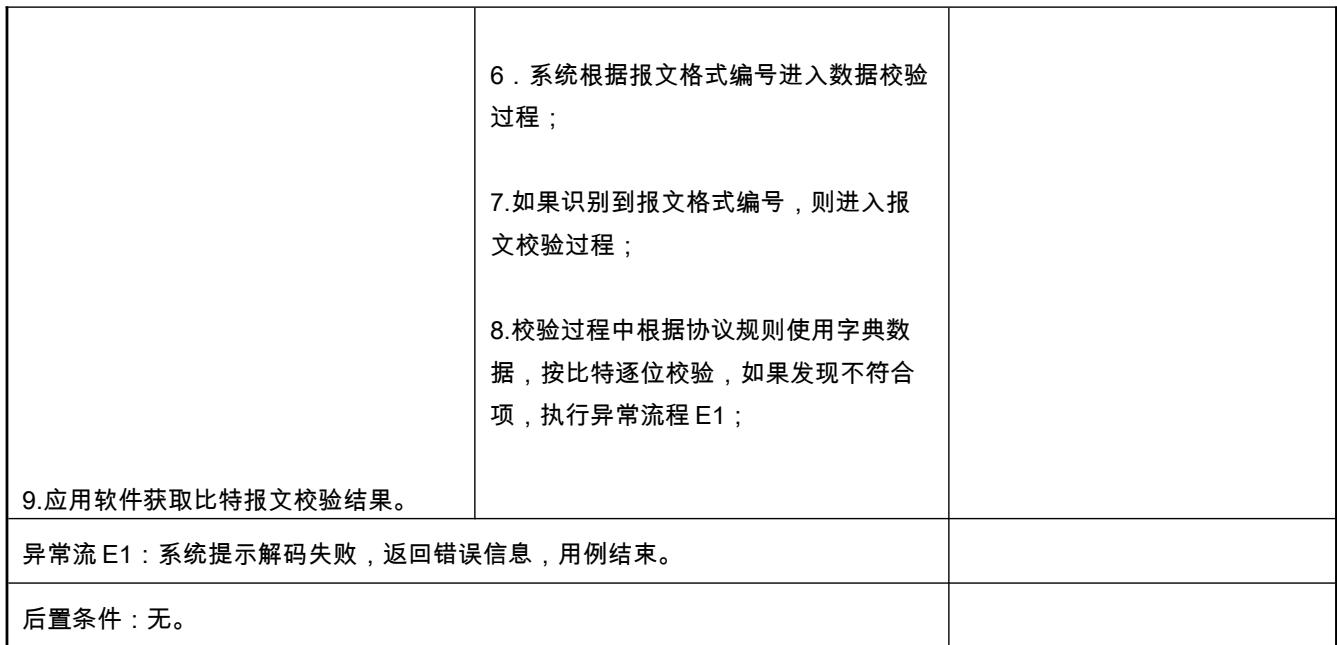 6．系统根据报文格式编号进入数据校验
过程；
7.如果识别到报文格式编号，则进入报
文校验过程；
8.校验过程中根据协议规则使用字典数
据，按比特逐位校验，如果发现不符合
项，执行异常流程 E1；
9.应用软件获取比特报文校验结果。
异常流 E1：系统提示解码失败，返回错误信息，用例结束。
后置条件：无。